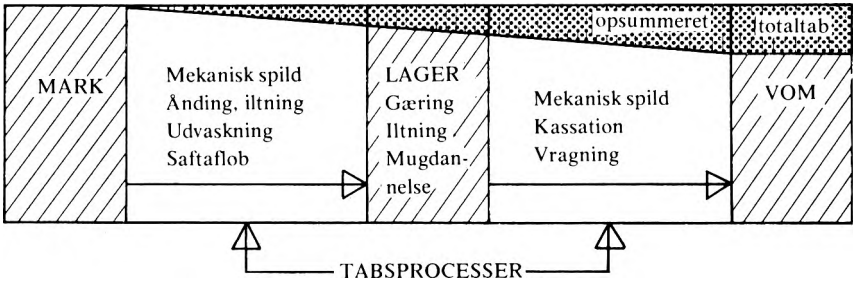 opsummeret totaltab
MARK
Mekanisk spild
Ånding, iltning
Udvaskning
Saftafløb
LAGER
Gæring
Iltning
Mugdan-
nelse
Mekanisk spild
Kassation
Vragning
VOM
TABSPROCESSER